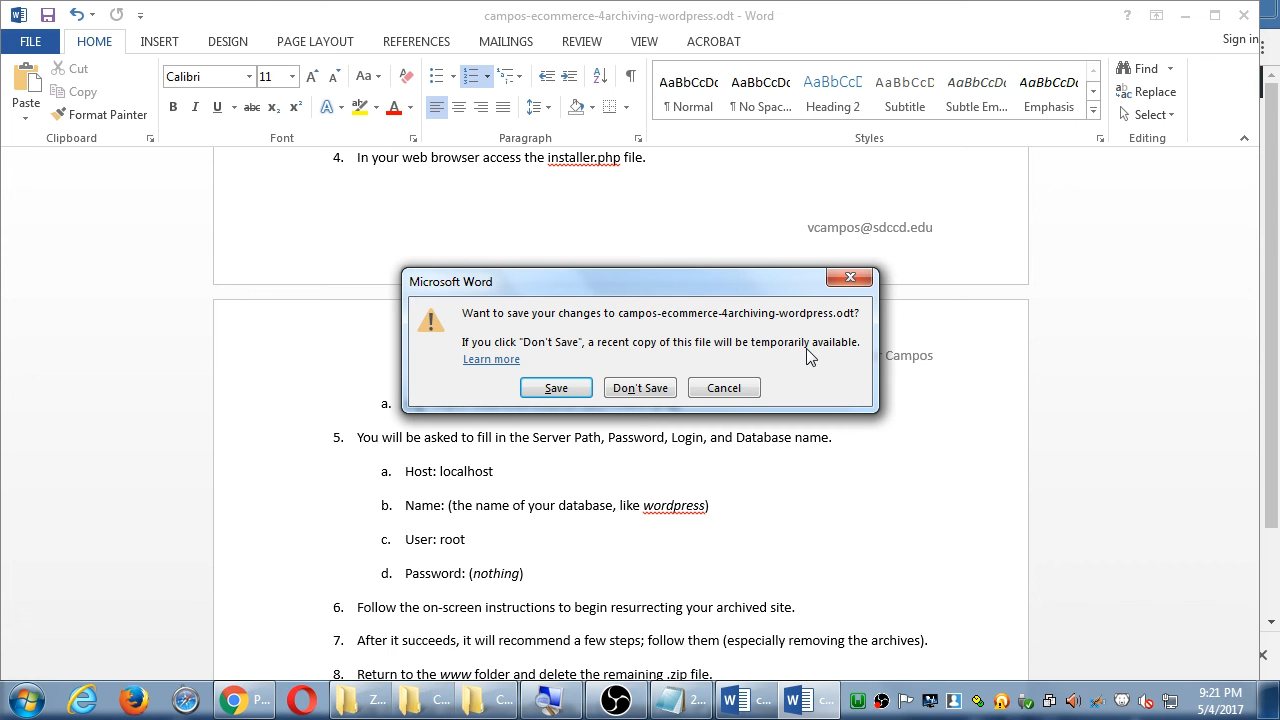 campos-ecommerce-4archiving-wordpress.odt - Word
FILE HOME INSERT DESIGN PAGE LAYOUT REFERENCES MAILINGS REVIEW VIEW ACROBAT Sign in
Paste
Cut
Copy
Format Painter
Clipboard
Calibri 11
Font
Paragraph
AaBbCcDc AaBbCcDc AaBbCcD AaBbCcDc AaBbCcDc AaBbCcDc
¶ Normal ¶ No Spac... Heading 2 Subtitle Subtle Em... Emphasis
Styles
Find
Replace
Select
Editing
4. In your web browser access the installer.php file.
vcampos@sdccd.edu
Microsoft Word
Want to save your changes to campos-ecommerce-4archiving-wordpress.odt?
If you click "Don't Save", a recent copy of this file will be temporarily available.
Learn more
Save Don't Save Cancel
Campos
a.
5. You will be asked to fill in the Server Path, Password, Login, and Database name.
a. Host: localhost
b. Name: (the name of your database, like wordpress)
c. User: root
d. Password: (nothing)
6. Follow the on-screen instructions to begin resurrecting your archived site.
7. After it succeeds, it will recommend a few steps; follow them (especially removing the archives).
8. Return to the www folder and delete the remaining .zip file.
P... Z... C... C... 2... c... c...
9:21 PM
5/4/2017